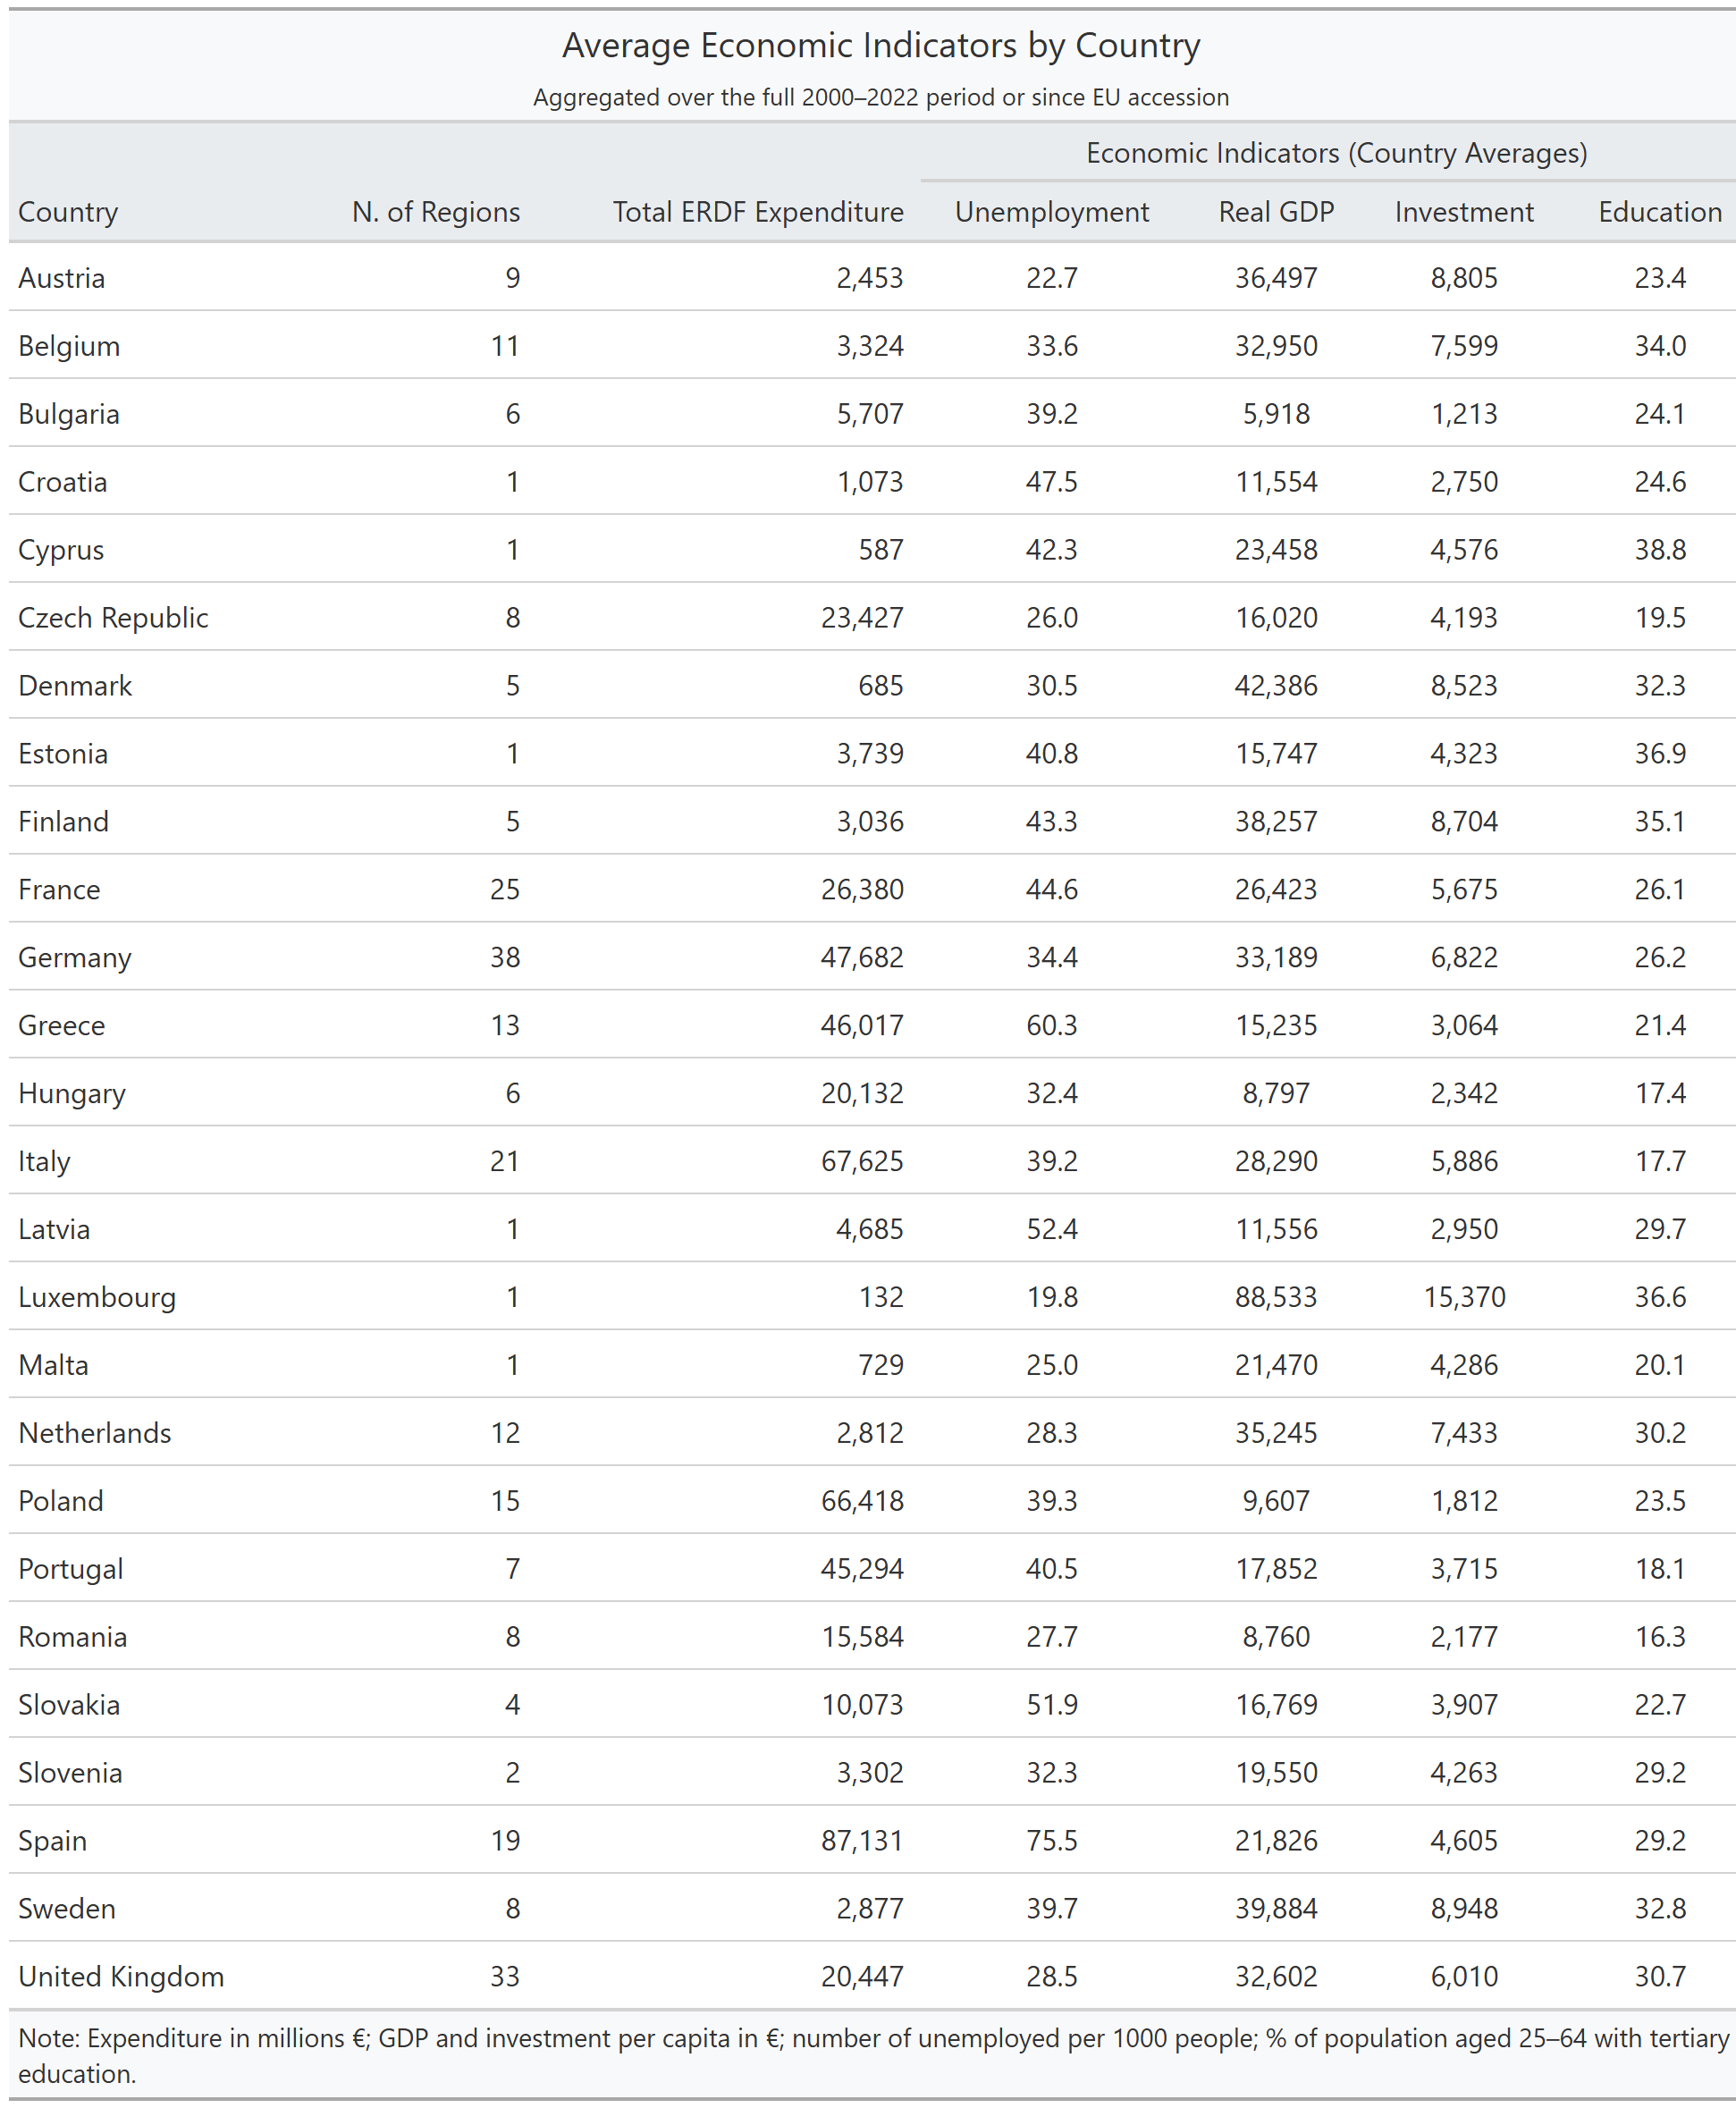 Average Economic Indicators by Country
Aggregated over the full 2000–2022 period or since EU accession
Economic Indicators (Country Averages)
Country N. of Regions Total ERDF Expenditure Unemployment Real GDP Investment Education
Austria 9 2,453 22.7 36,497 8,805 23.4
Belgium 11 3,324 33.6 32,950 7,599 34.0
Bulgaria 6 5,707 39.2 5,918 1,213 24.1
Croatia 1 1,073 47.5 11,554 2,750 24.6
Cyprus 1 587 42.3 23,458 4,576 38.8
Czech Republic 8 23,427 26.0 16,020 4,193 19.5
Denmark 5 685 30.5 42,386 8,523 32.3
Estonia 1 3,739 40.8 15,747 4,323 36.9
Finland 5 3,036 43.3 38,257 8,704 35.1
France 25 26,380 44.6 26,423 5,675 26.1
Germany 38 47,682 34.4 33,189 6,822 26.2
Greece 13 46,017 60.3 15,235 3,064 21.4
Hungary 6 20,132 32.4 8,797 2,342 17.4
Italy 21 67,625 39.2 28,290 5,886 17.7
Latvia 1 4,685 52.4 11,556 2,950 29.7
Luxembourg 1 132 19.8 88,533 15,370 36.6
Malta 1 729 25.0 21,470 4,286 20.1
Netherlands 12 2,812 28.3 35,245 7,433 30.2
Poland 15 66,418 39.3 9,607 1,812 23.5
Portugal 7 45,294 40.5 17,852 3,715 18.1
Romania 8 15,584 27.7 8,760 2,177 16.3
Slovakia 4 10,073 51.9 16,769 3,907 22.7
Slovenia 2 3,302 32.3 19,550 4,263 29.2
Spain 19 87,131 75.5 21,826 4,605 29.2
Sweden 8 2,877 39.7 39,884 8,948 32.8
United Kingdom 33 20,447 28.5 32,602 6,010 30.7
Note: Expenditure in millions €; GDP and investment per capita in €; number of unemployed per 1000 people; % of population aged 25–64 with tertiary
education.